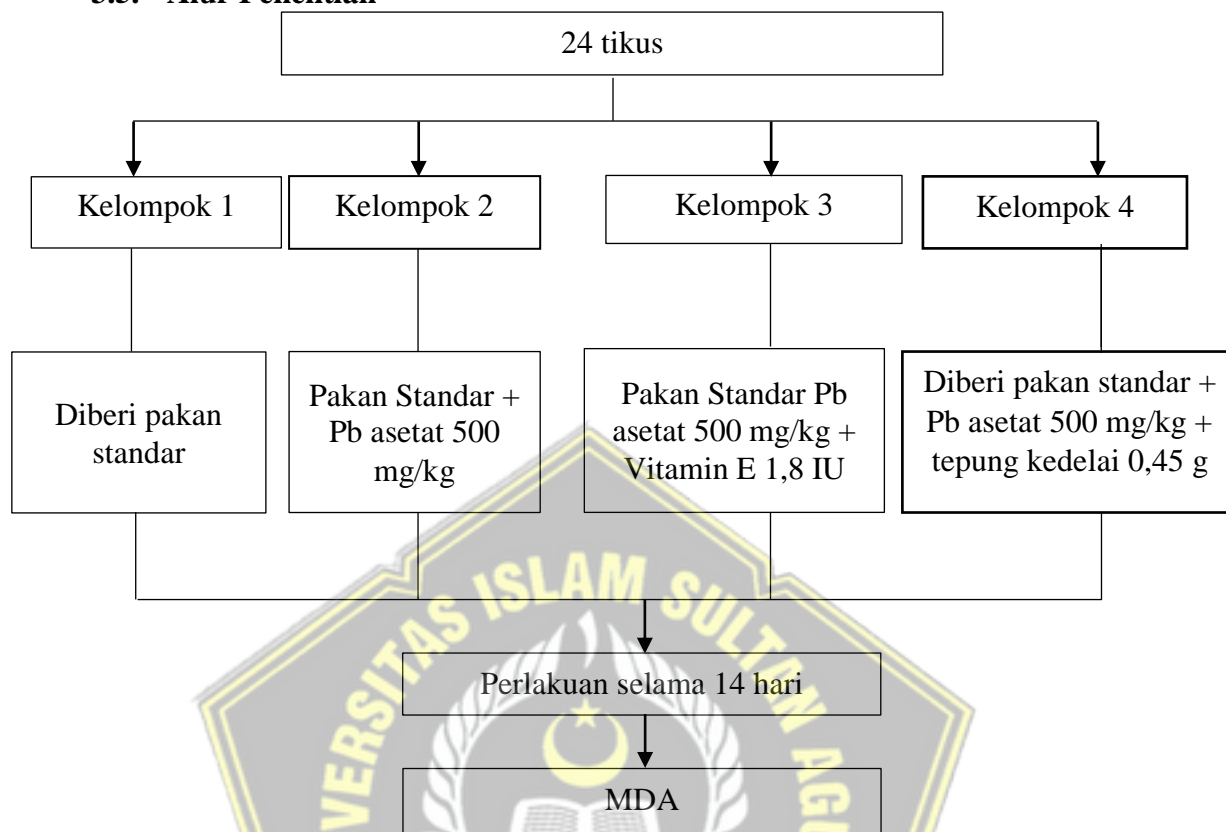 24 tikus
Kelompok 1
Kelompok 2
Kelompok 3
Kelompok 4
Diberi pakan
standar
Pakan Standar +
Pb asetat 500
mg/kg
Pakan Standar Pb
asetat 500 mg/kg +
Vitamin E 1,8 IU
Diberi pakan standar +
Pb asetat 500 mg/kg +
tepung kedelai 0,45 g
ISLAM SULTAN
Perlakuan selama 14 hari
MDA